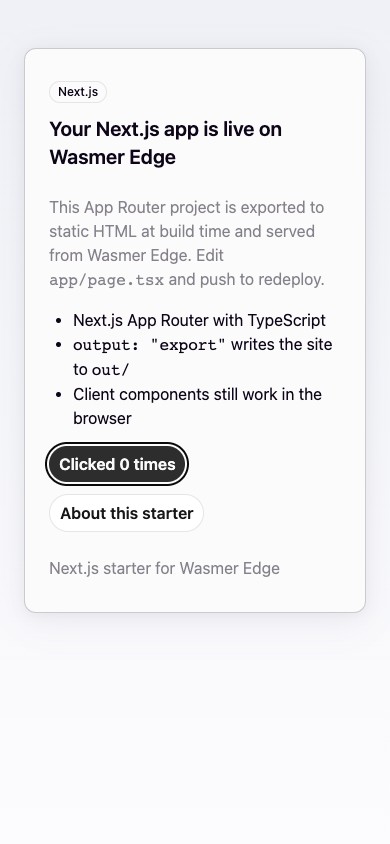 Next.js
Your Next.js app is live on
Wasmer Edge
This App Router project is exported to
static HTML at build time and served
from Wasmer Edge. Edit
app/page.tsx and push to redeploy.
• Next.js App Router with TypeScript
• output: "export" writes the site
to out/
• Client components still work in the
browser
Clicked 0 times
About this starter
Next.js starter for Wasmer Edge